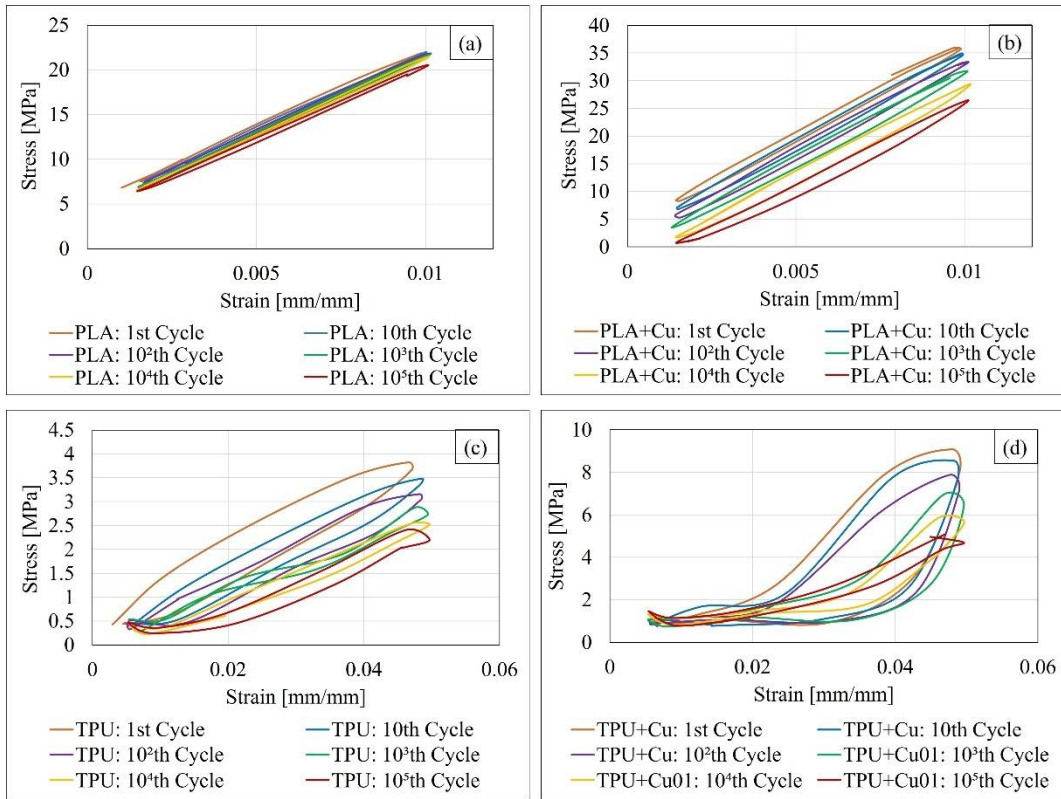 25
20
15
10
5
0
Stress [MPa]
(a)
0 0.005 0.01
Strain [mm/mm]
PLA: 1st Cycle PLA: 10th Cycle
PLA: 10²th Cycle PLA: 10³th Cycle
PLA: 10⁴th Cycle PLA: 10⁵th Cycle
40
35
30
25
20
15
10
5
0
Stress [MPa]
(b)
0 0.005 0.01
Strain [mm/mm]
PLA+Cu: 1st Cycle PLA+Cu: 10th Cycle
PLA+Cu: 10²th Cycle PLA+Cu: 10³th Cycle
PLA+Cu: 10⁴th Cycle PLA+Cu: 10⁵th Cycle
4.5
4
3.5
3
2.5
2
1.5
1
0.5
0
Stress [MPa]
(c)
0 0.02 0.04 0.06
Strain [mm/mm]
TPU: 1st Cycle TPU: 10th Cycle
TPU: 10²th Cycle TPU: 10³th Cycle
TPU: 10⁴th Cycle TPU: 10⁵th Cycle
10
8
6
4
2
0
Stress [MPa]
(d)
0 0.02 0.04 0.06
Strain [mm/mm]
TPU+Cu: 1st Cycle TPU+Cu: 10th Cycle
TPU+Cu: 10²th Cycle TPU+Cu01: 10³th Cycle
TPU+Cu01: 10⁴th Cycle TPU+Cu01: 10⁵th Cycle